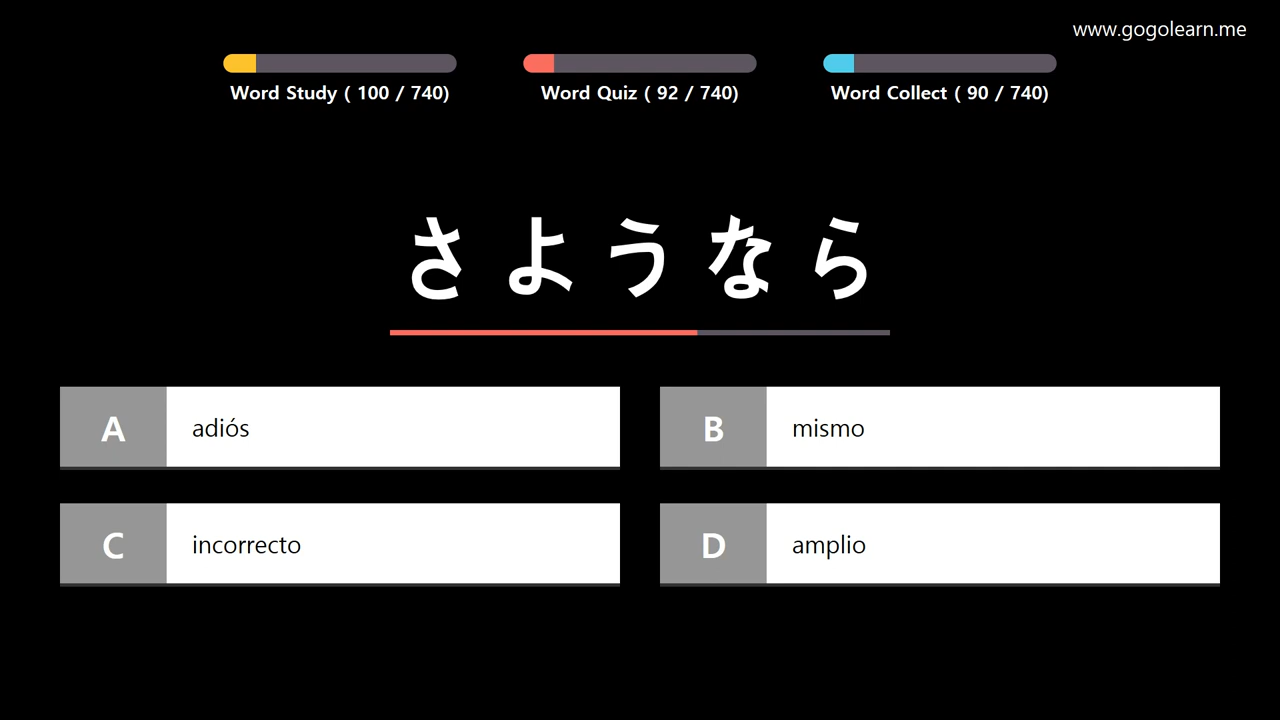 www.gogolearn.me
Word Study ( 100 / 740)
Word Quiz ( 92 / 740)
Word Collect ( 90 / 740)
さようなら
A adiós
B mismo
C incorrecto
D amplio